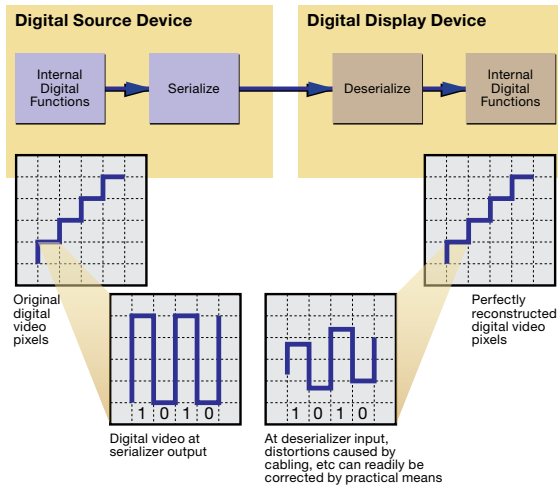 Digital Source Device
Digital Display Device
Internal
Digital
Functions
Serialize
Deserialize
Internal
Digital
Functions
Original
digital
video
pixels
Perfectly
reconstructed
digital video
pixels
1 0 1 0
1 0 1 0
Digital video at
serializer output
At deserializer input,
distortions caused by
cabling, etc can readily be
corrected by practical means